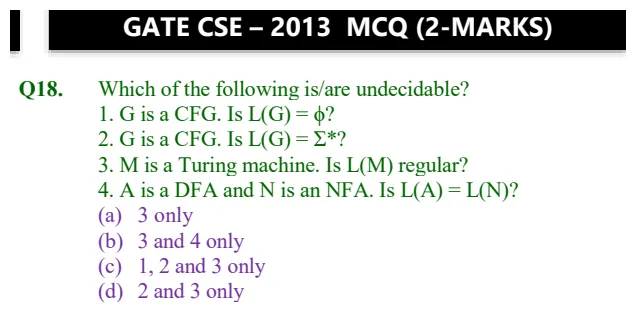 GATE CSE – 2013 MCQ (2-MARKS)
Q18. Which of the following is/are undecidable?
1. G is a CFG. Is L(G) = ϕ?
2. G is a CFG. Is L(G) = Σ*?
3. M is a Turing machine. Is L(M) regular?
4. A is a DFA and N is an NFA. Is L(A) = L(N)?
(a) 3 only
(b) 3 and 4 only
(c) 1, 2 and 3 only
(d) 2 and 3 only